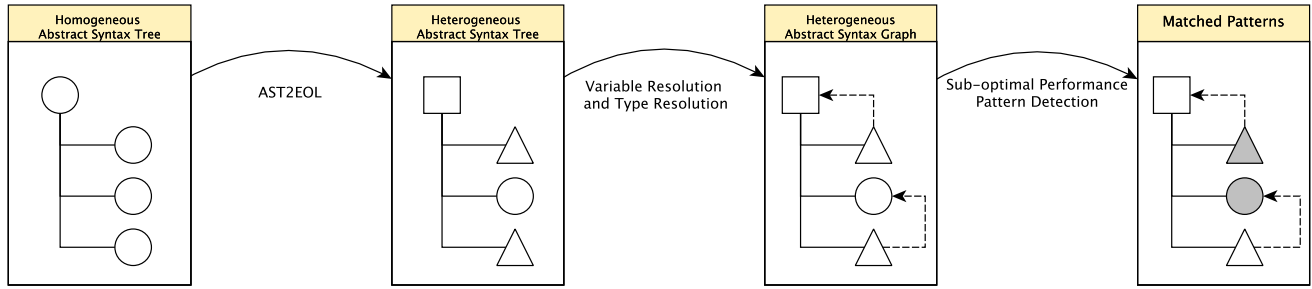 Homogeneous
Abstract Syntax Tree
AST2EOL
Heterogeneous
Abstract Syntax Tree
Variable Resolution
and Type Resolution
Heterogeneous
Abstract Syntax Graph
Sub-optimal Performance
Pattern Detection
Matched Patterns